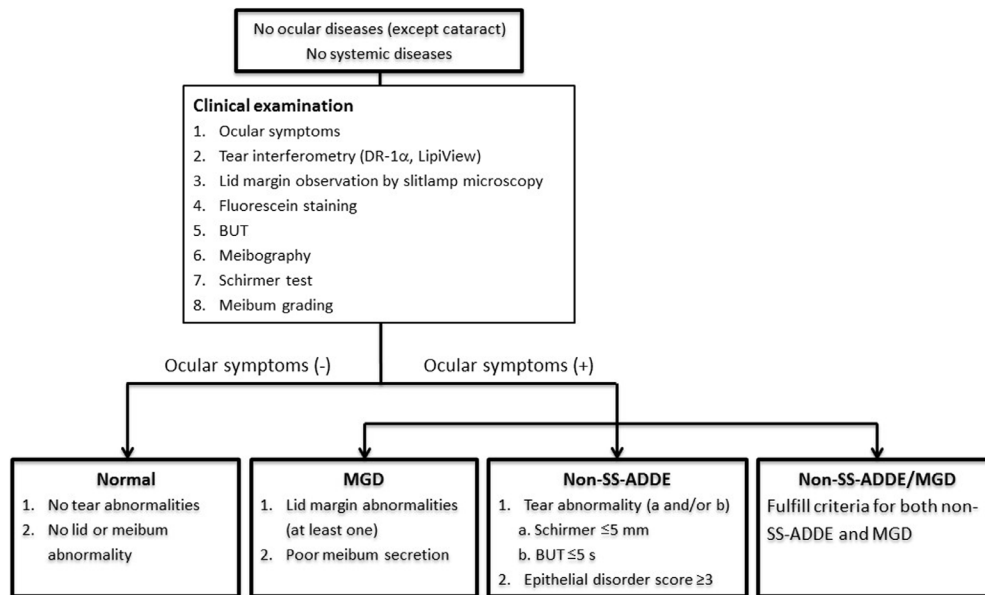 No ocular diseases (except cataract)
No systemic diseases
Clinical examination
1. Ocular symptoms
2. Tear interferometry (DR-1α, LipiView)
3. Lid margin observation by slitlamp microscopy
4. Fluorescein staining
5. BUT
6. Meibography
7. Schirmer test
8. Meibum grading
Ocular symptoms (-)
Ocular symptoms (+)
Normal
1. No tear abnormalities
2. No lid or meibum
abnormality
MGD
1. Lid margin abnormalities
(at least one)
2. Poor meibum secretion
Non-SS-ADDE
1. Tear abnormality (a and/or b)
a. Schirmer ≤5 mm
b. BUT ≤5 s
2. Epithelial disorder score ≥3
Non-SS-ADDE/MGD
Fulfill criteria for both non-
SS-ADDE and MGD